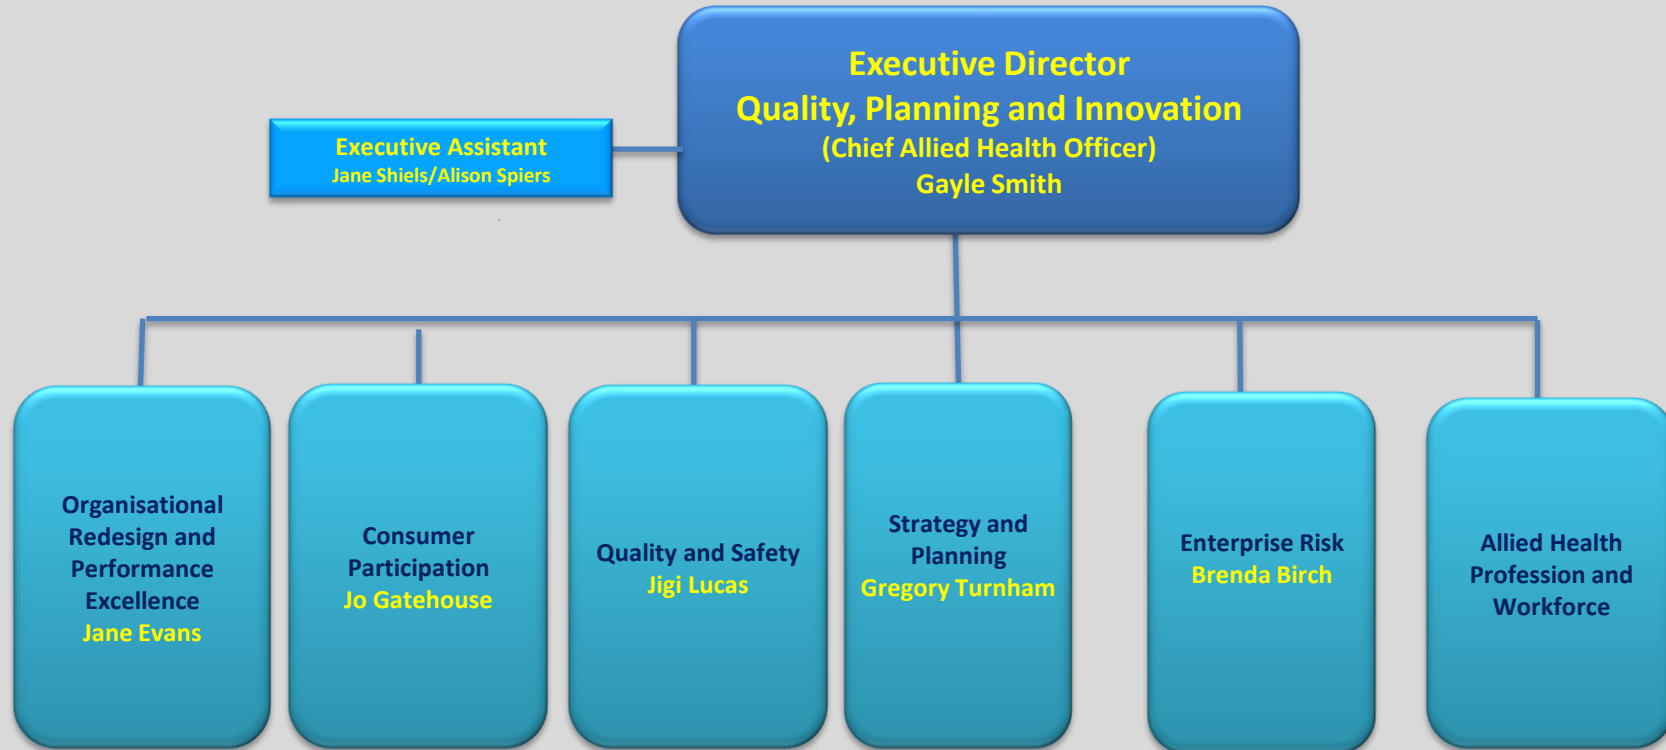 Executive Director
Quality, Planning and Innovation
(Chief Allied Health Officer)
Gayle Smith
Executive Assistant
Jane Shiels/Alison Spiers
Organisational
Redesign and
Performance
Excellence
Jane Evans
Consumer
Participation
Jo Gatehouse
Quality and Safety
Jigi Lucas
Strategy and
Planning
Gregory Turnham
Enterprise Risk
Brenda Birch
Allied Health
Profession and
Workforce